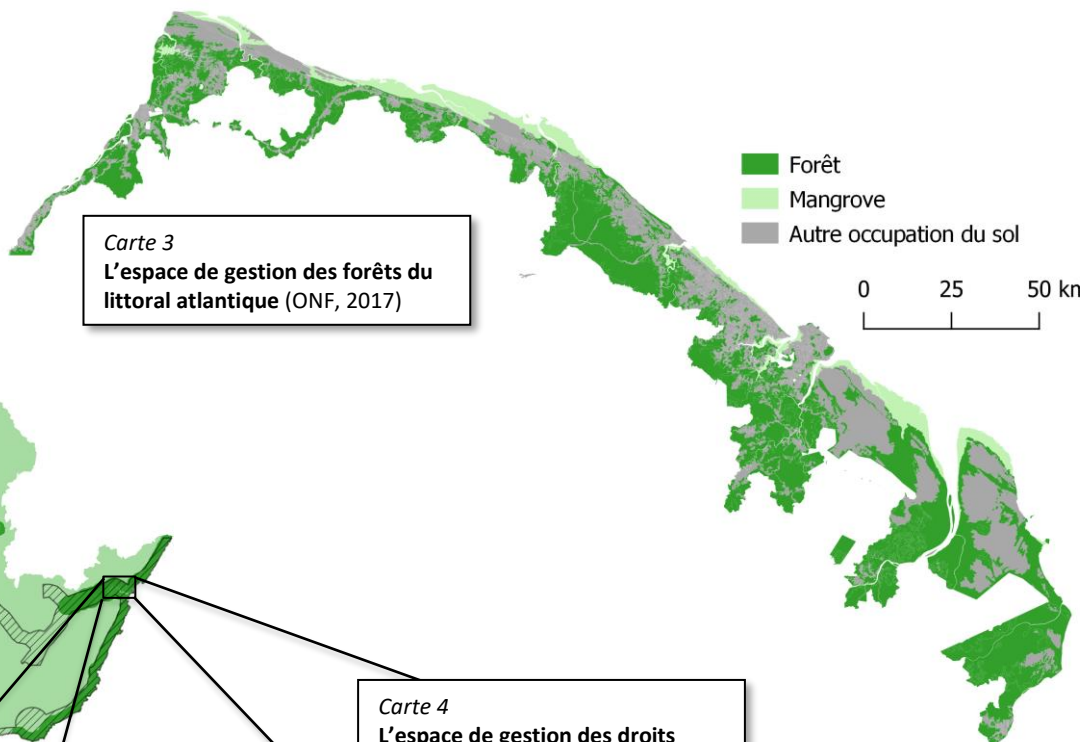 Forêt
Mangrove
Autre occupation du sol
0 25 50 km
Carte 3
L'espace de gestion des forêts du
littoral atlantique (ONF, 2017)
Carte 4
L'espace de gestion des droits